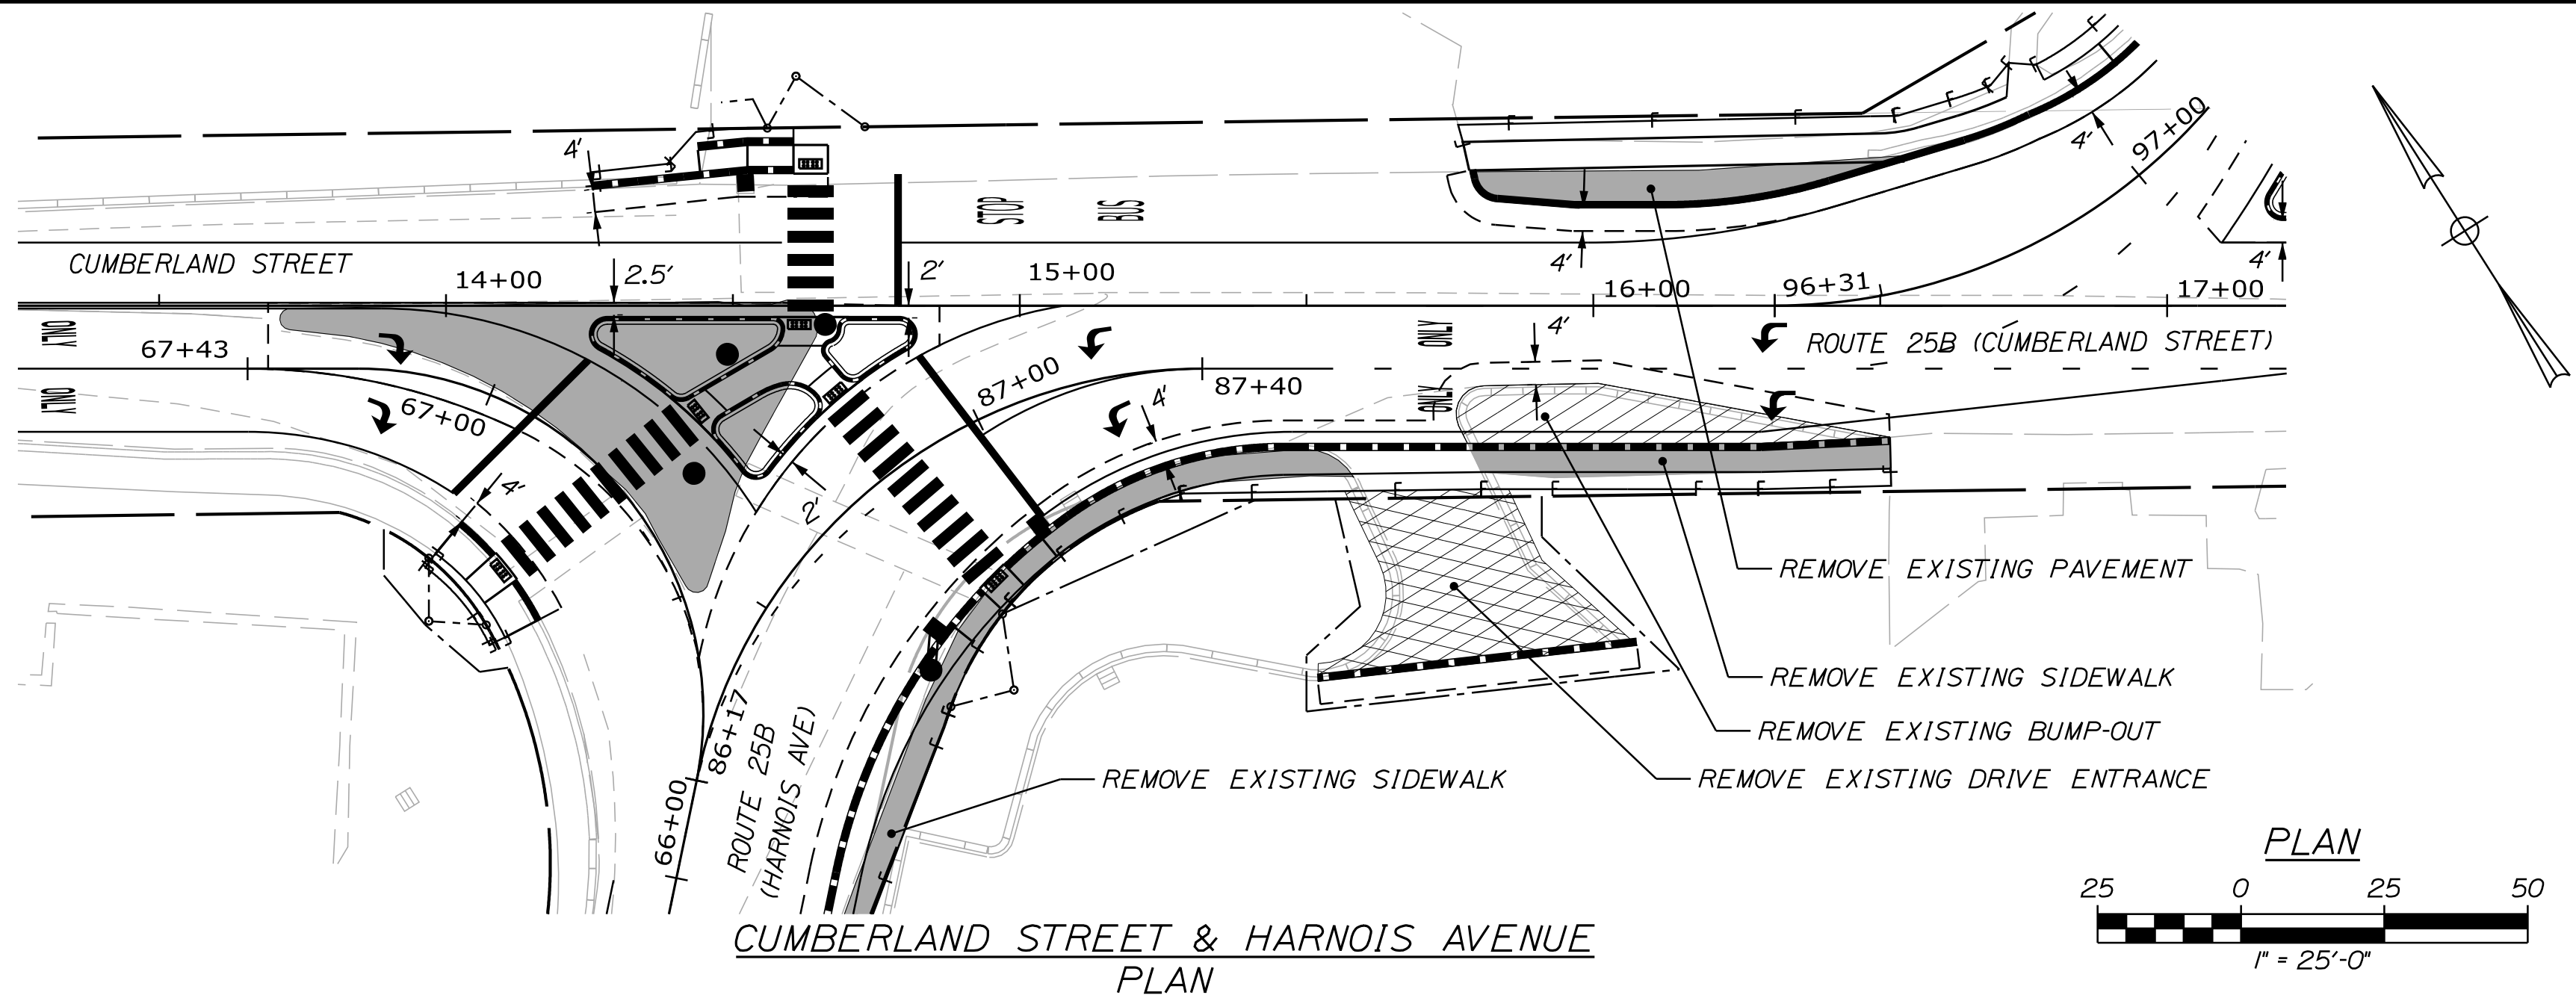 4'
STOP
BUS
97+00
4'
CUMBERLAND STREET
14+00
2.5'
2'
15+00
4'
16+00
96+31
4'
17+00
ONLY
67+43
ONLY
4'
ROUTE 25B (CUMBERLAND STREET)
ONLY
67+00
87+00
4'
87+40
ONLY
4'
2'
REMOVE EXISTING PAVEMENT
REMOVE EXISTING SIDEWALK
86+17
REMOVE EXISTING BUMP-OUT
ROUTE 25B
(HARNOIS AVE)
66+00
REMOVE EXISTING SIDEWALK
REMOVE EXISTING DRIVE ENTRANCE
PLAN
25 0 25 50
1" = 25'-0"
CUMBERLAND STREET & HARNOIS AVENUE
PLAN